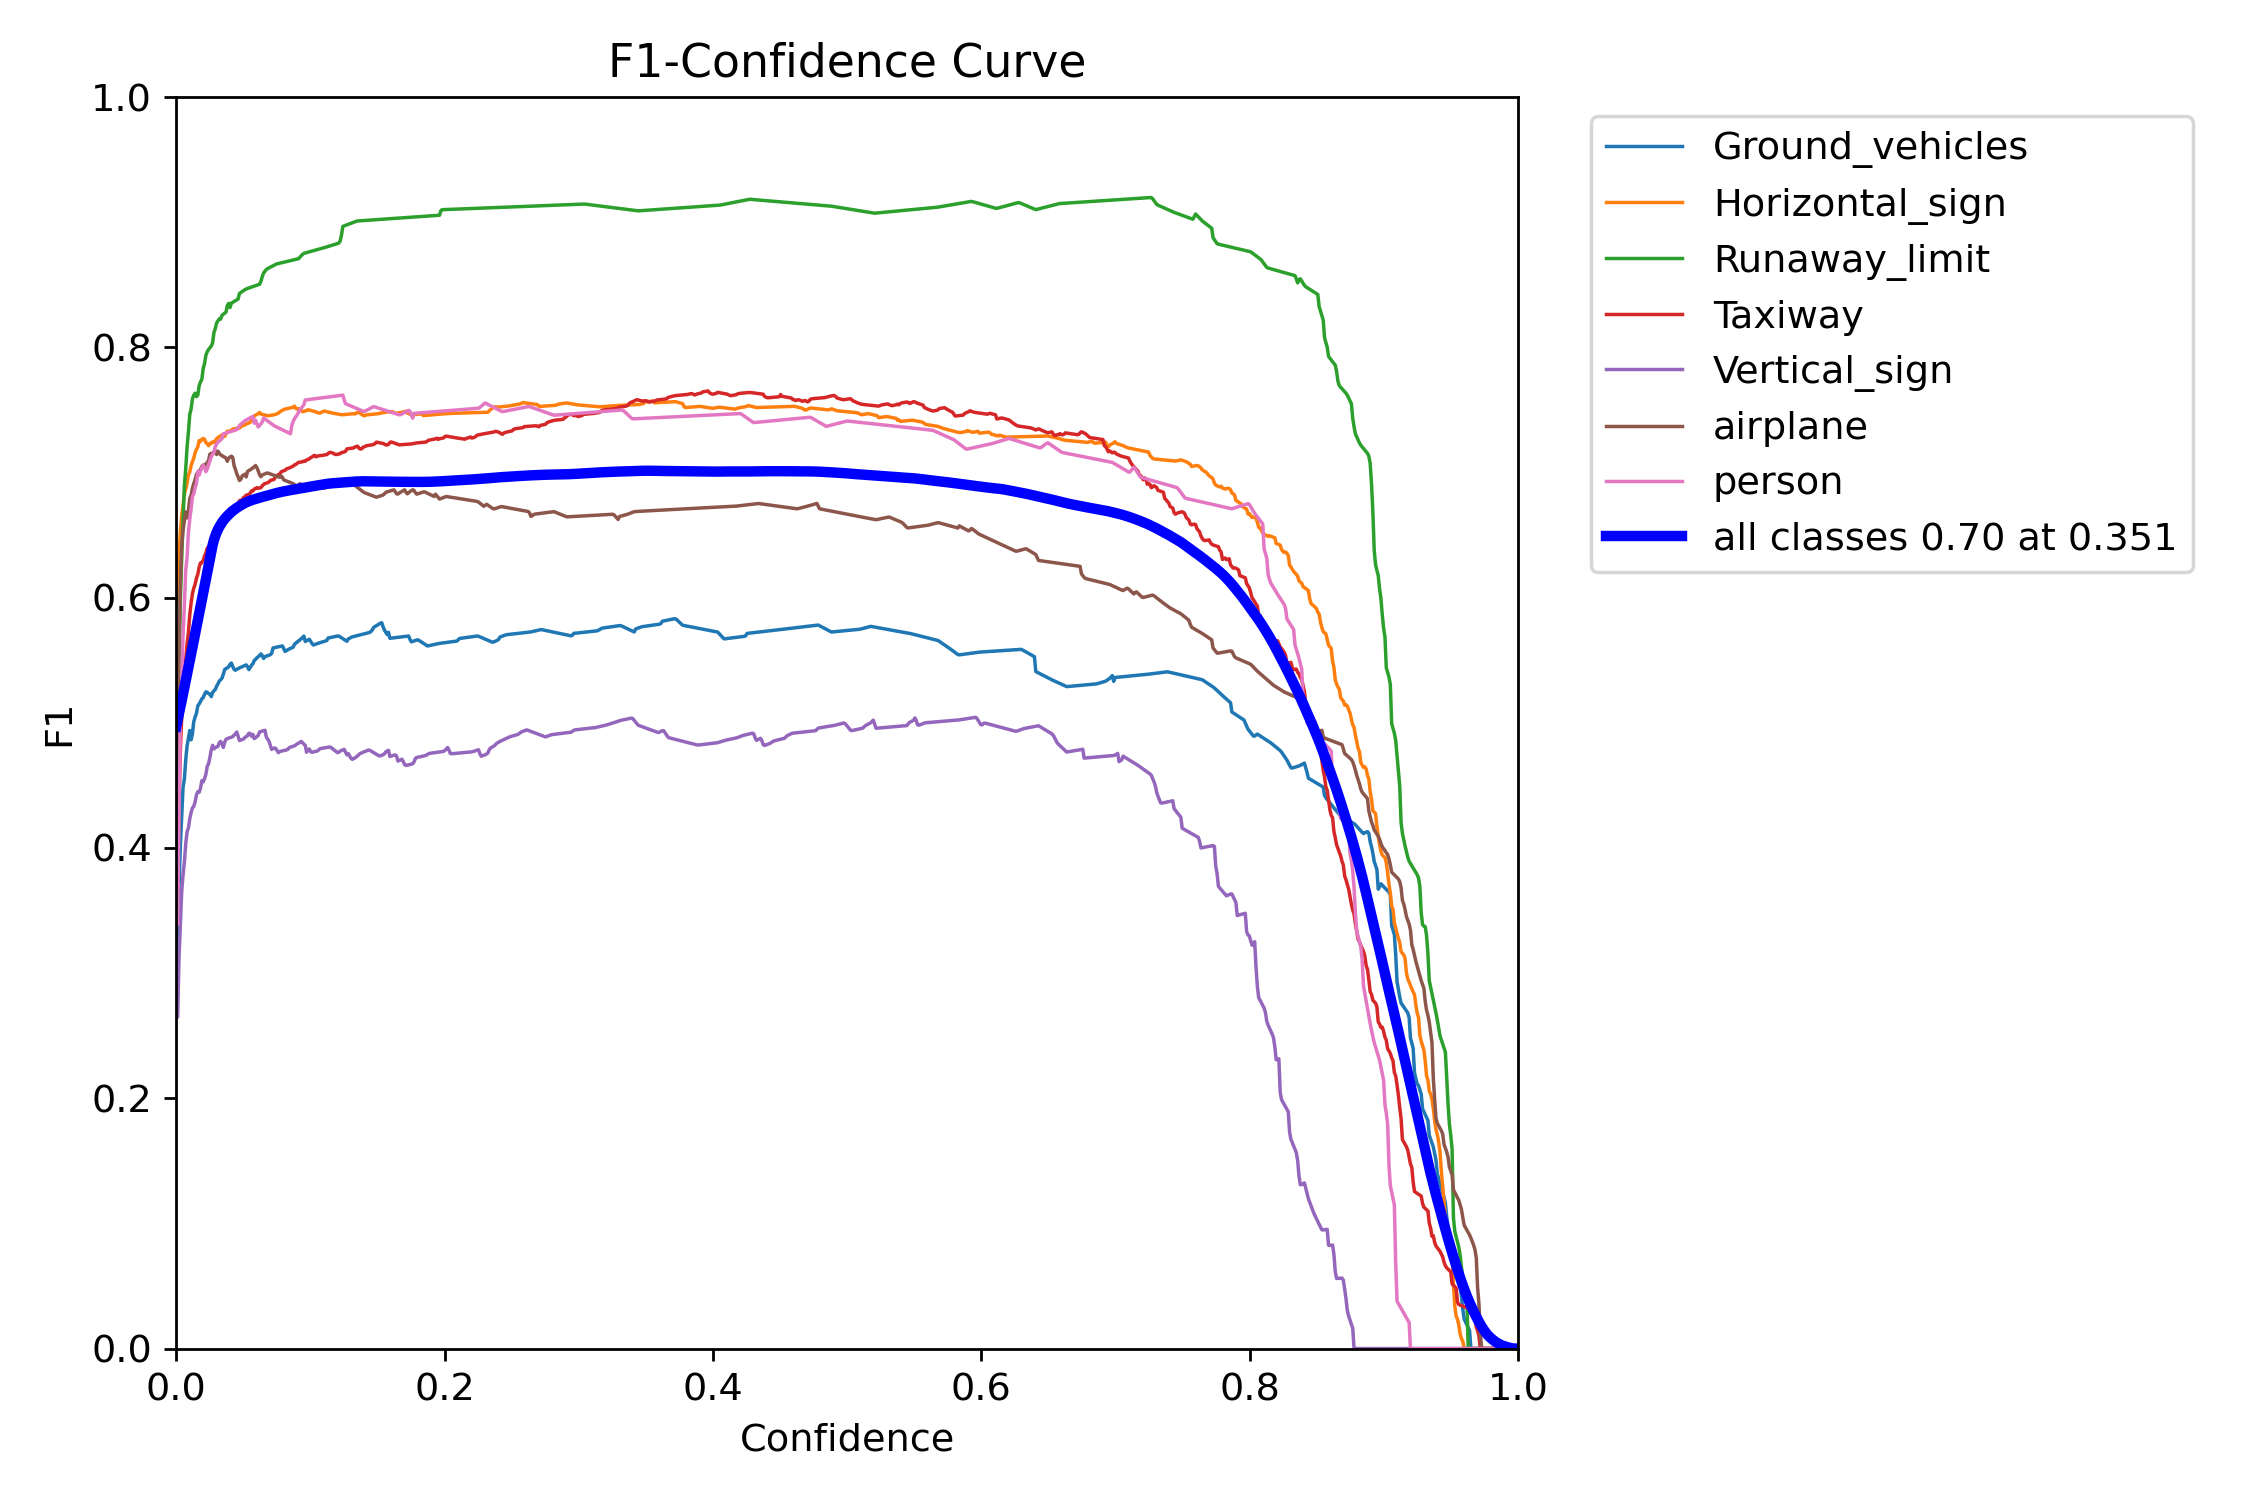 F1-Confidence Curve
1.0
0.8
0.6
0.4
0.2
0.0
F1
0.0 0.2 0.4 0.6 0.8 1.0
Confidence
Ground_vehicles
Horizontal_sign
Runaway_limit
Taxiway
Vertical_sign
airplane
person
all classes 0.70 at 0.351